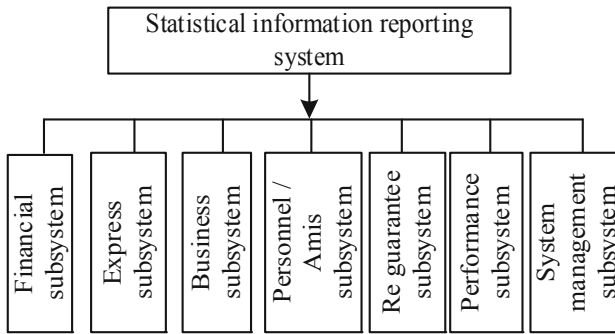 Statistical information reporting
system
Financial
subsystem
Express
subsystem
Business
subsystem
Personnel /
Amis
subsystem
Re guarantee
subsystem
Performance
subsystem
System
management
subsystem